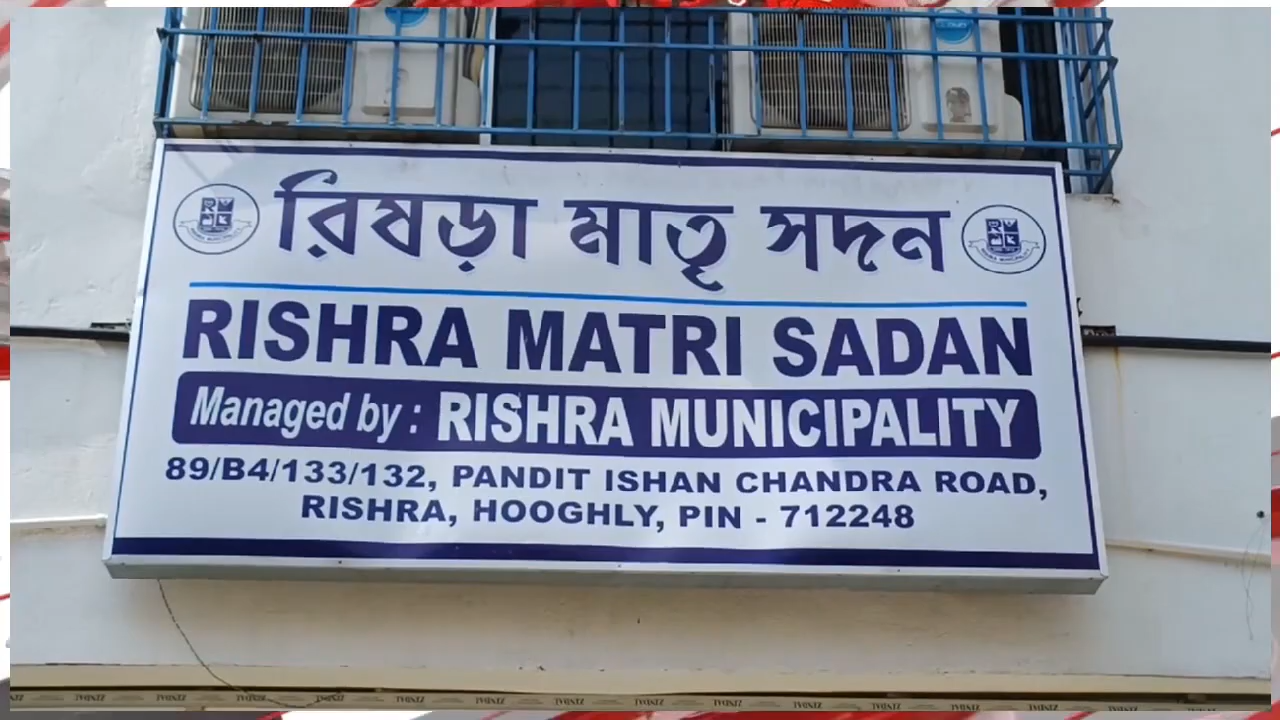 রিষড়া মাতৃ সদন
RISHRA MATRI SADAN
Managed by : RISHRA MUNICIPALITY
89/B4/133/132, PANDIT ISHAN CHANDRA ROAD,
RISHRA, HOOGHLY, PIN - 712248